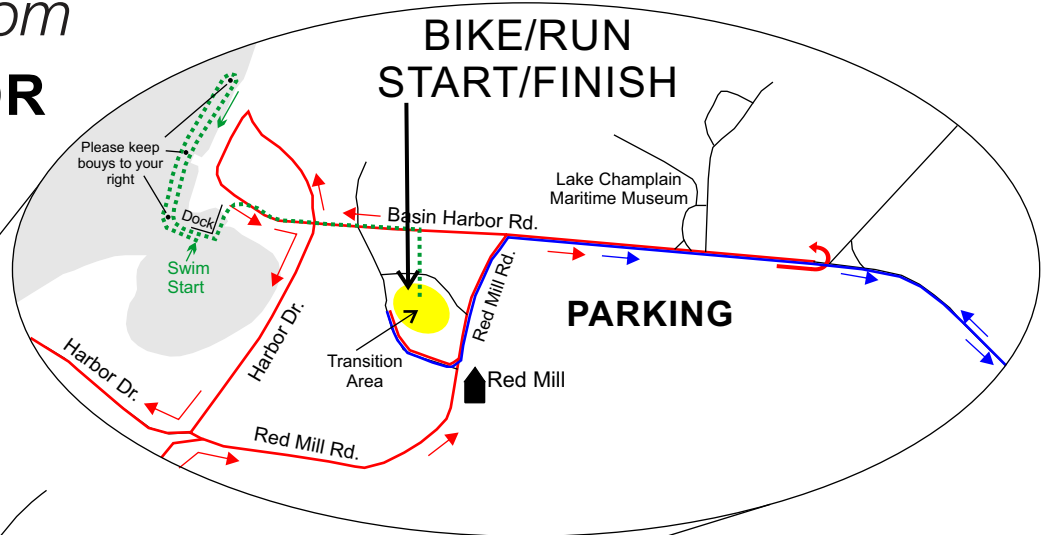 om
OR
BIKE/RUN
START/FINISH
Please keep
bouys to your
right
Dock
Swim
Start
Lake Champlain
Maritime Museum
Basin Harbor Rd.
Red Mill Rd.
PARKING
Harbor Dr.
Transition
Area
Red Mill
Harbor Dr.
Red Mill Rd.